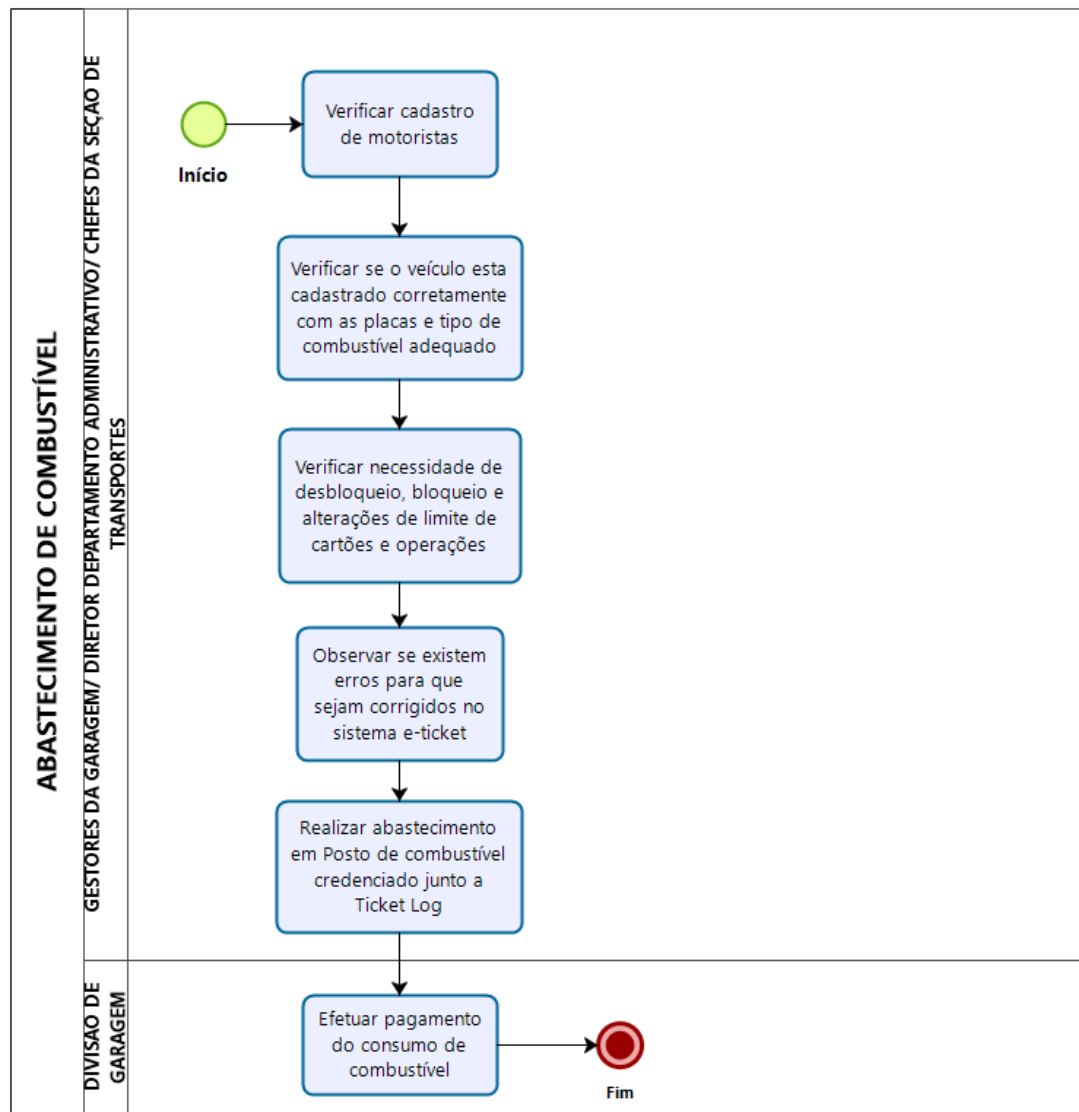 ABASTECIMENTO DE COMBUSTÍVEL
GESTORES DA GARAGEM/ DIRETOR DEPARTAMENTO ADMINISTRATIVO/ CHEFES DA SEÇÃO DE
TRANSPORTES
Início
Verificar cadastro
de motoristas
Verificar se o veículo esta
cadastrado corretamente
com as placas e tipo de
combustível adequado
Verificar necessidade de
desbloqueio, bloqueio e
alterações de limite de
cartões e operações
Observar se existem
erros para que
sejam corrigidos no
sistema e-ticket
Realizar abastecimento
em Posto de combustível
credenciado junto a
Ticket Log
DIVISÃO DE
GARAGEM
Efetuar pagamento
do consumo de
combustível
Fim